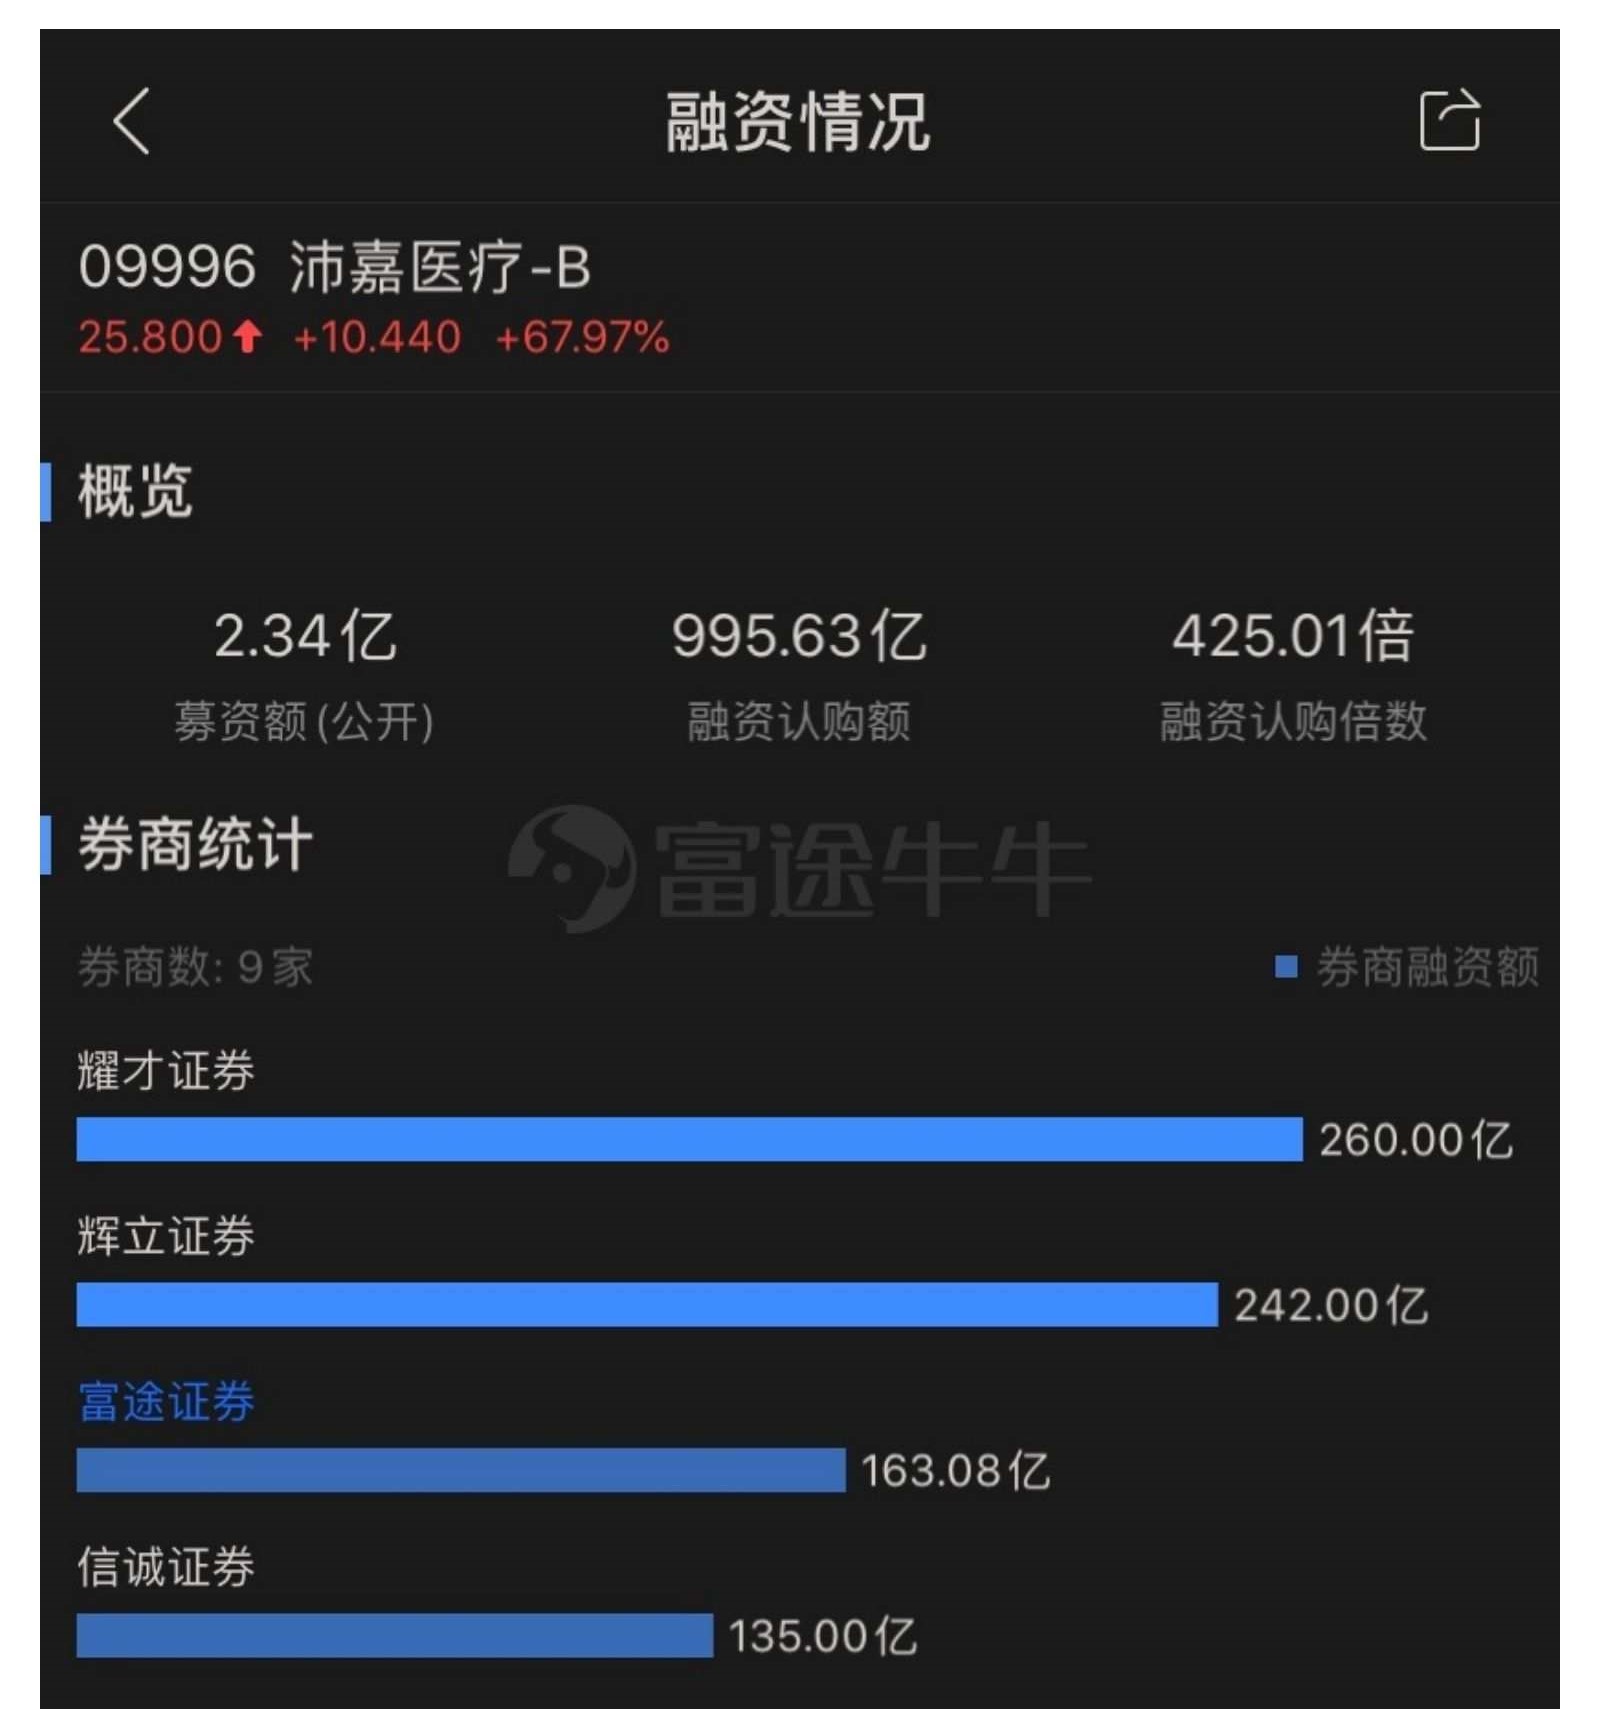 融资情况
09996 沛嘉医疗-B
25.800 +10.440 +67.97%
概览
2.34亿 995.63亿 425.01倍
募资额(公开) 融资认购额 融资认购倍数
券商统计
富途牛牛
券商数: 9家 券商融资额
耀才证券
260.00亿
辉立证券
242.00亿
富途证券
163.08亿
信诚证券
135.00亿